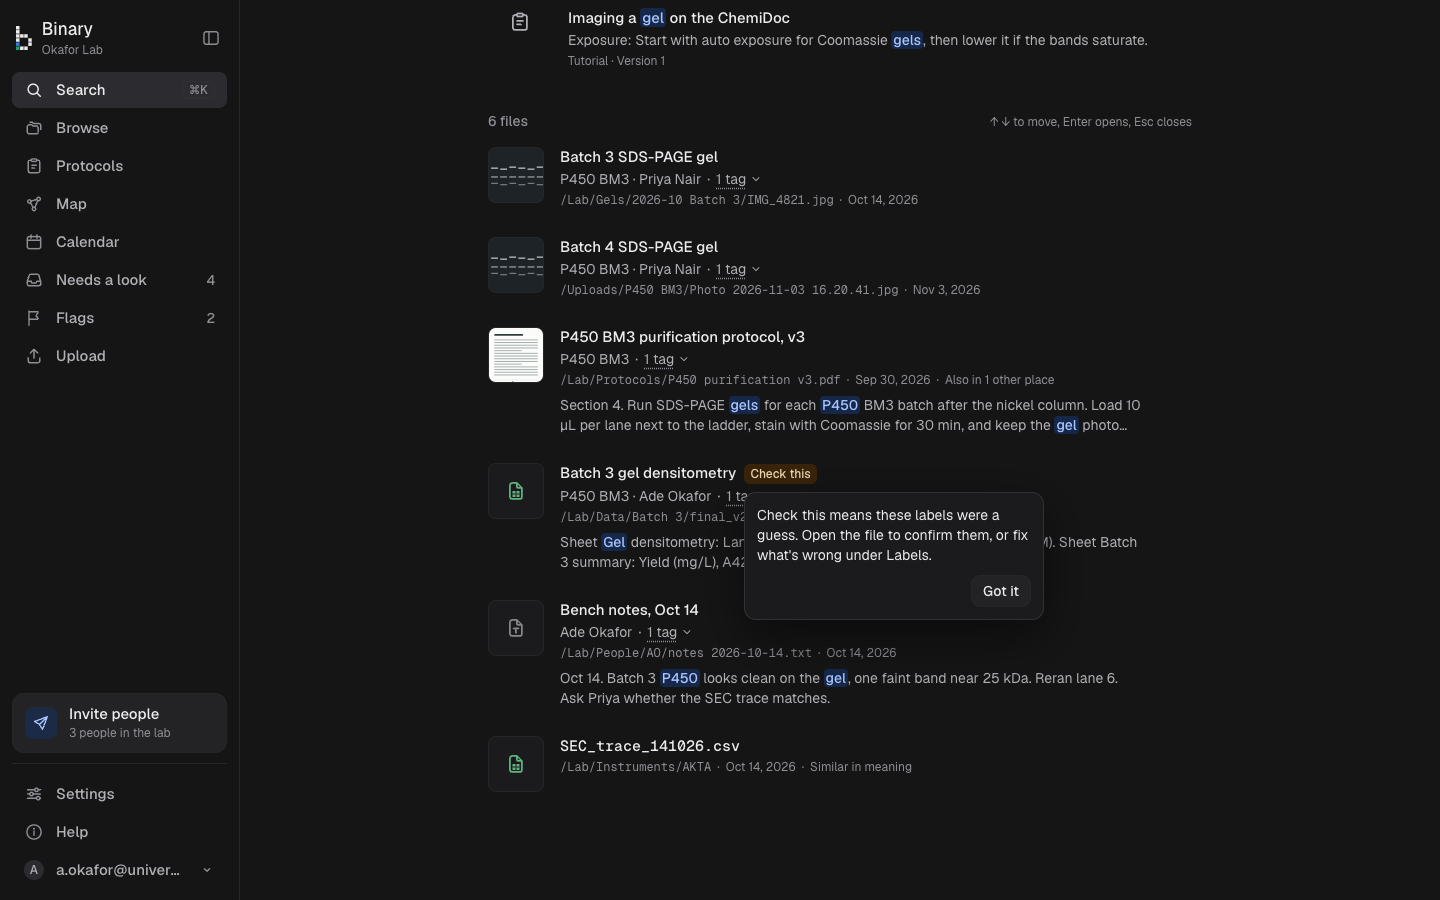 Binary
Okafor Lab
Search ⌘K
Browse
Protocols
Map
Calendar
Needs a look 4
Flags 2
Upload
Invite people
3 people in the lab
Settings
Help
A a.okafor@univer...
Imaging a gel on the ChemiDoc
Exposure: Start with auto exposure for Coomassie gels, then lower it if the bands saturate.
Tutorial · Version 1
6 files ↑↓ to move, Enter opens, Esc closes
Batch 3 SDS-PAGE gel
P450 BM3 · Priya Nair · 1 tag
/Lab/Gels/2026-10 Batch 3/IMG_4821.jpg · Oct 14, 2026
Batch 4 SDS-PAGE gel
P450 BM3 · Priya Nair · 1 tag
/Uploads/P450 BM3/Photo 2026-11-03 16.20.41.jpg · Nov 3, 2026
P450 BM3 purification protocol, v3
P450 BM3 · 1 tag
/Lab/Protocols/P450 purification v3.pdf · Sep 30, 2026 · Also in 1 other place
Section 4. Run SDS-PAGE gels for each P450 BM3 batch after the nickel column. Load 10
µL per lane next to the ladder, stain with Coomassie for 30 min, and keep the gel photo...
Batch 3 gel densitometry Check this
P450 BM3 · Ade Okafor · 1
/Lab/Data/Batch 3/final_v2
Sheet Gel densitometry: Sheet Batch
3 summary: Yield (mg/L),
Check this means these labels were a
guess. Open the file to confirm them, or fix
what's wrong under Labels.
Got it
Bench notes, Oct 14
Ade Okafor · 1 tag
/Lab/People/AO/notes 2026-10-14.txt · Oct 14, 2026
Oct 14. Batch 3 P450 looks clean on the gel, one faint band near 25 kDa. Reran lane 6.
Ask Priya whether the SEC trace matches.
SEC_trace_141026.csv
/Lab/Instruments/AKTA · Oct 14, 2026 · Similar in meaning